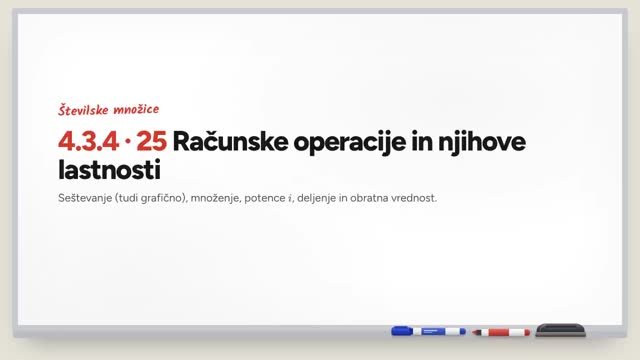 Številske množice
4.3.4 · 25 Računske operacije in njihove
lastnosti
Seštevanje (tudi grafično), množenje, potence i, deljenje in obratna vrednost.